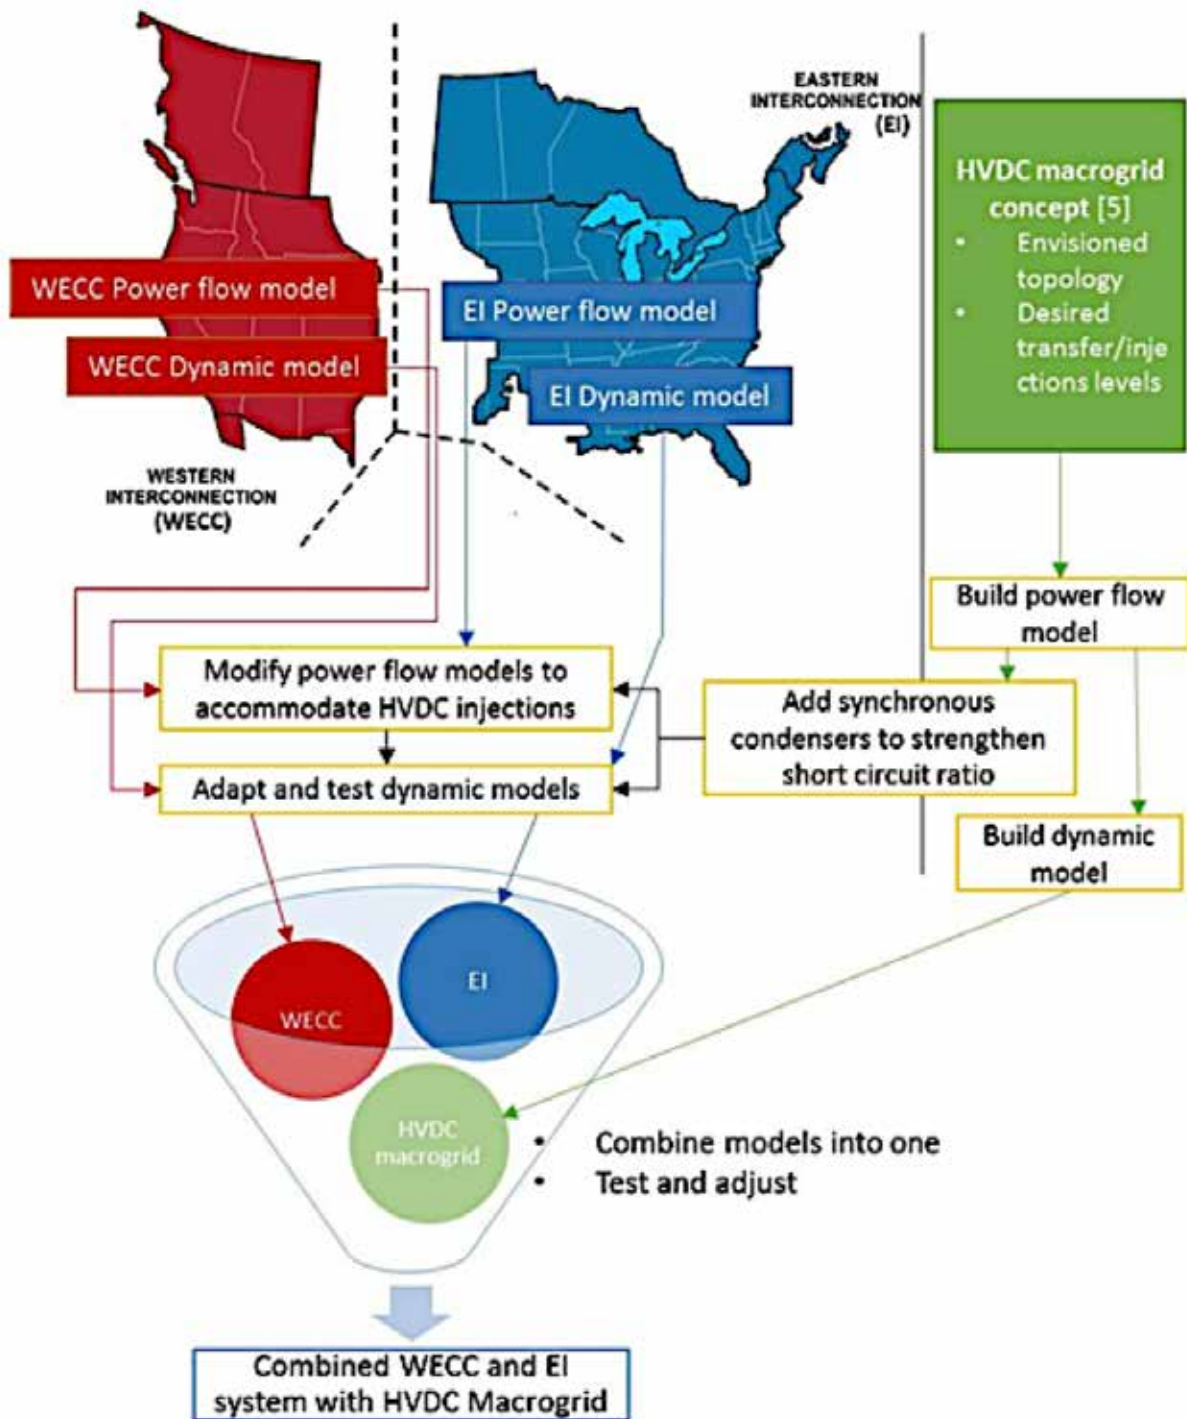 EASTERN
INTERCONNECTION
(EI)
HVDC macrogrid
concept [5]
• Envisioned
topology
• Desired
transfer/inje
ctions levels
WECC Power flow model
EI Power flow model
WECC Dynamic model
EI Dynamic model
WESTERN
INTERCONNECTION
(WECC)
Build power flow
model
Modify power flow models to
accommodate HVDC injections
Add synchronous
condensers to strengthen
short circuit ratio
Adapt and test dynamic models
Build dynamic
model
EI
WECC
HVDC
macrogrid
• Combine models into one
• Test and adjust
Combined WECC and EI
system with HVDC Macrogrid